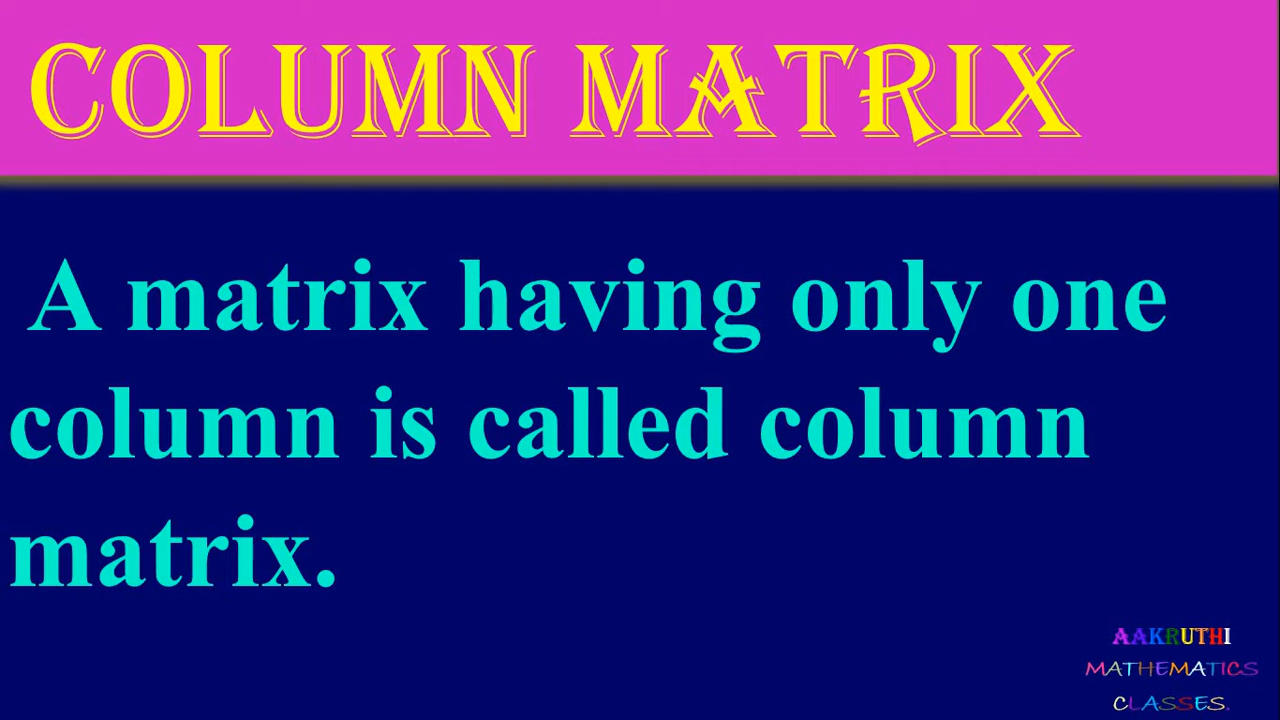 COLUMN MATRIX
A matrix having only one
column is called column
matrix.
AAKRUTHI
MATHEMATICS
CLASSES.